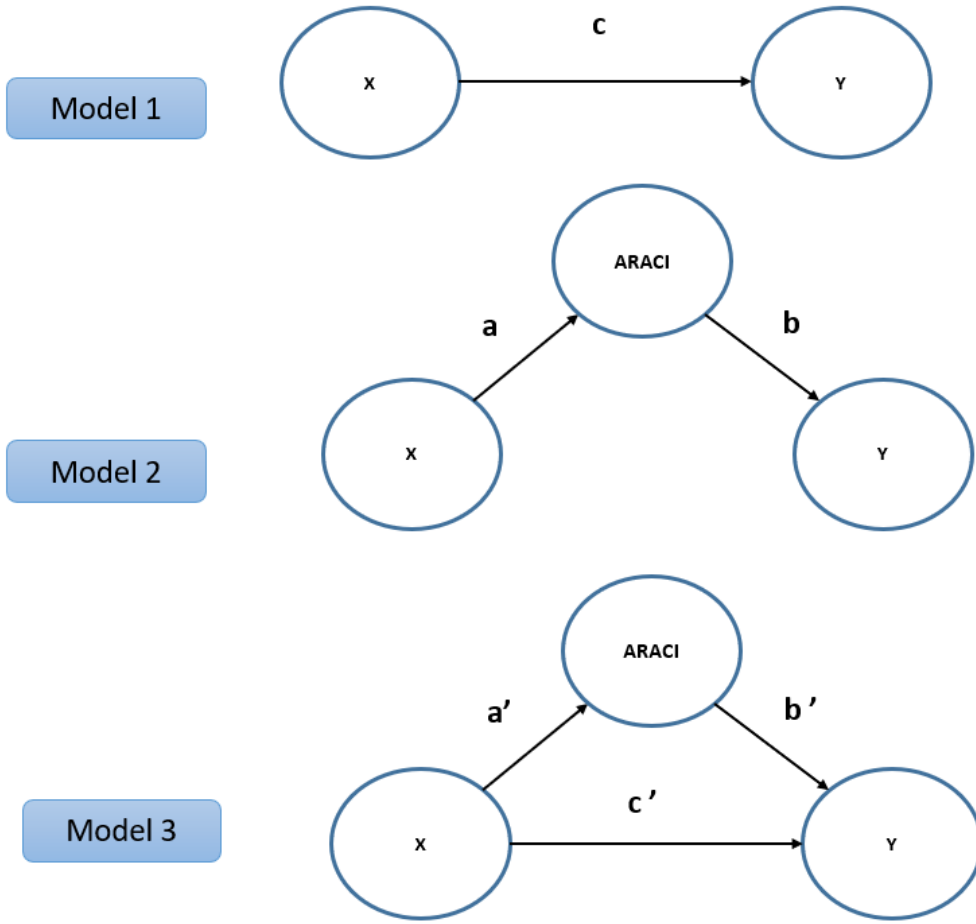 c
Model 1
X
Y
ARACI
a
b
Model 2
X
Y
ARACI
a'
b '
c '
Model 3
X
Y